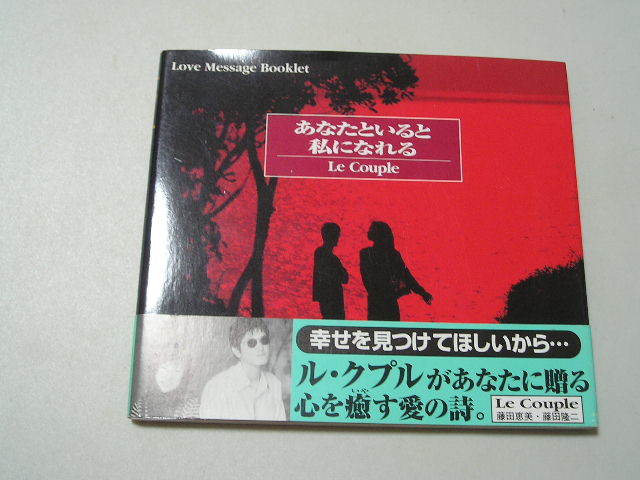 Love Message Booklet
あなたといると
私になれる
Le Couple
幸せを見つけてほしいから…
ル・クプルがあなたに贈る
心を癒す愛の詩。
いや
Le Couple
藤田恵美・藤田隆二